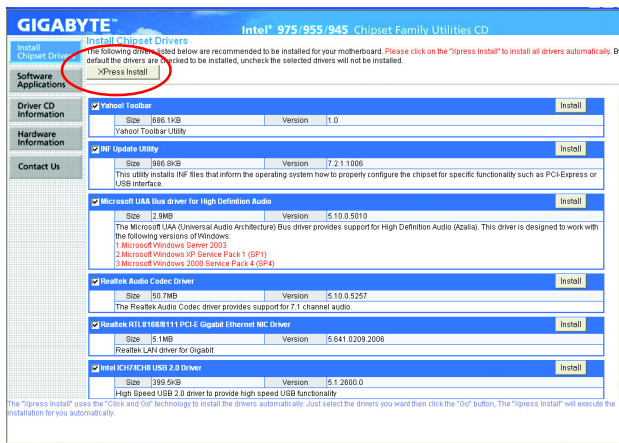 GIGABYTE™
Intel® 975/955/945 Chipset Family Utilities CD
Install
Chipset Drivers
Software
Applications
Driver CD
Information
Hardware
Information
Contact Us
Install Chipset Drivers
The following drivers listed below are recommended to be installed for your motherboard. Please click on the "Xpress Install" to install all drivers automatically. B
default the drivers are checked to be installed, uncheck the selected drivers will not be installed.
XPress Install
Yahoo! Toolbar Install
Size 686.1KB Version 1.0
Yahoo! Toolbar Utility
INF Update Utility Install
Size 986.8KB Version 7.2.1.1006
This utility installs INF files that inform the operating system how to properly configure the chipset for specific functionality such as PCI-Express or
USB interface.
Microsoft UAA Bus driver for High Definition Audio Install
Size 2.9MB Version 5.10.0.5010
The Microsoft UAA (Universal Audio Architecture) Bus driver provides support for High Definition Audio (Azalia). This driver is designed to work with
the following versions of Windows:
1.Microsoft Windows Server 2003
2.Microsoft Windows XP Service Pack 1 (SP1)
3.Microsoft Windows 2000 Service Pack 4 (SP4)
Realtek Audio Codec Driver Install
Size 50.7MB Version 5.10.0.5257
The Realtek Audio Codec driver provides support for 7.1 channel audio.
Realtek RTL8168/8111 PCI-E Gigabit Ethernet NIC Driver Install
Size 5.1MB Version 5.641.0209.2006
Realtek LAN driver for Gigabit
Intel ICH7/ICH8 USB 2.0 Driver Install
Size 399.5KB Version 5.1.2600.0
High Speed USB 2.0 driver to provide high speed USB functionality
The "Xpress Install" uses the "Click and Go" technology to install the drivers automatically. Just select the drivers you want then click the "Go" button, The "Xpress Install" will execute the
installation for you automatically.